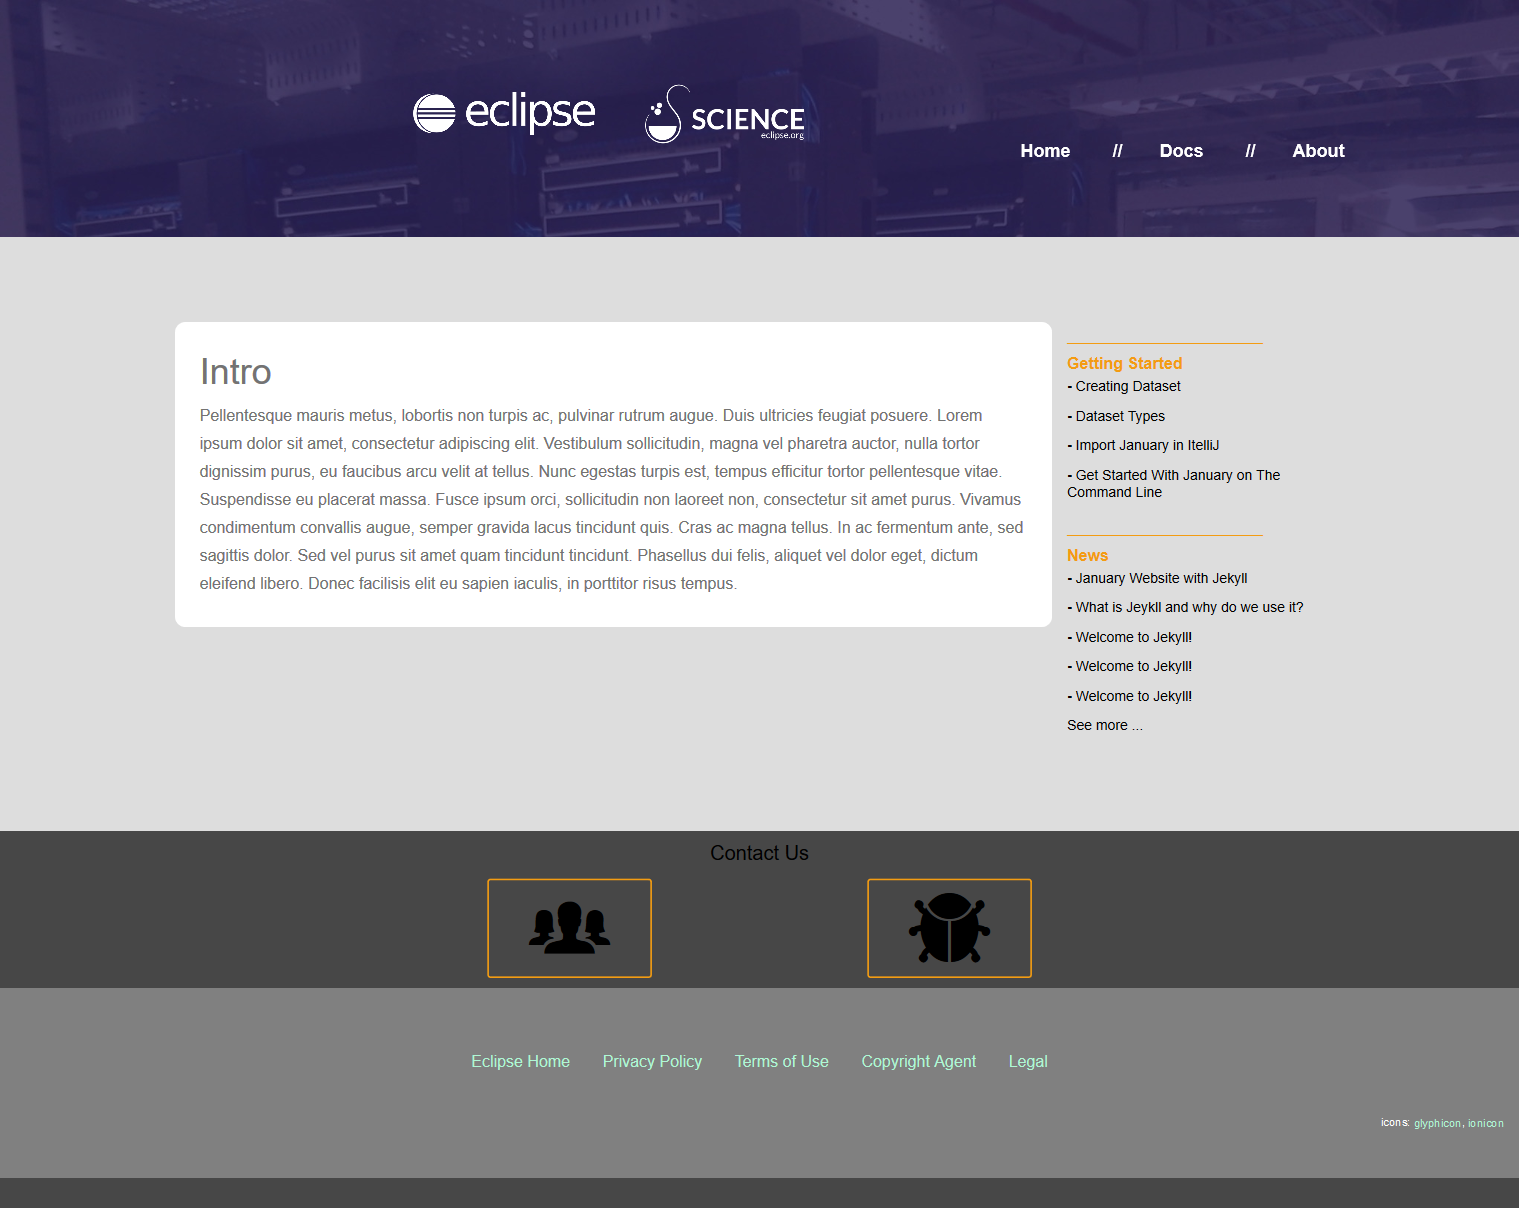 eclipse
SCIENCE
eclipse.org
Home // Docs // About
Intro
Pellentesque mauris metus, lobortis non turpis ac, pulvinar rutrum augue. Duis ultricies feugiat posuere. Lorem
ipsum dolor sit amet, consectetur adipiscing elit. Vestibulum sollicitudin, magna vel pharetra auctor, nulla tortor
dignissim purus, eu faucibus arcu velit at tellus. Nunc egestas turpis est, tempus efficitur tortor pellentesque vitae.
Suspendisse eu placerat massa. Fusce ipsum orci, sollicitudin non laoreet non, consectetur sit amet purus. Vivamus
condimentum convallis augue, semper gravida lacus tincidunt quis. Cras ac magna tellus. In ac fermentum ante, sed
sagittis dolor. Sed vel purus sit amet quam tincidunt tincidunt. Phasellus dui felis, aliquet vel dolor eget, dictum
eleifend libero. Donec facilisis elit eu sapien iaculis, in porttitor risus tempus.
Getting Started
- Creating Dataset
- Dataset Types
- Import January in ItelliJ
- Get Started With January on The
Command Line
News
- January Website with Jekyll
- What is Jeykll and why do we use it?
- Welcome to Jekyll!
- Welcome to Jekyll!
- Welcome to Jekyll!
See more ...
Contact Us
Eclipse Home Privacy Policy Terms of Use Copyright Agent Legal
icons: glyphicon, ionicon